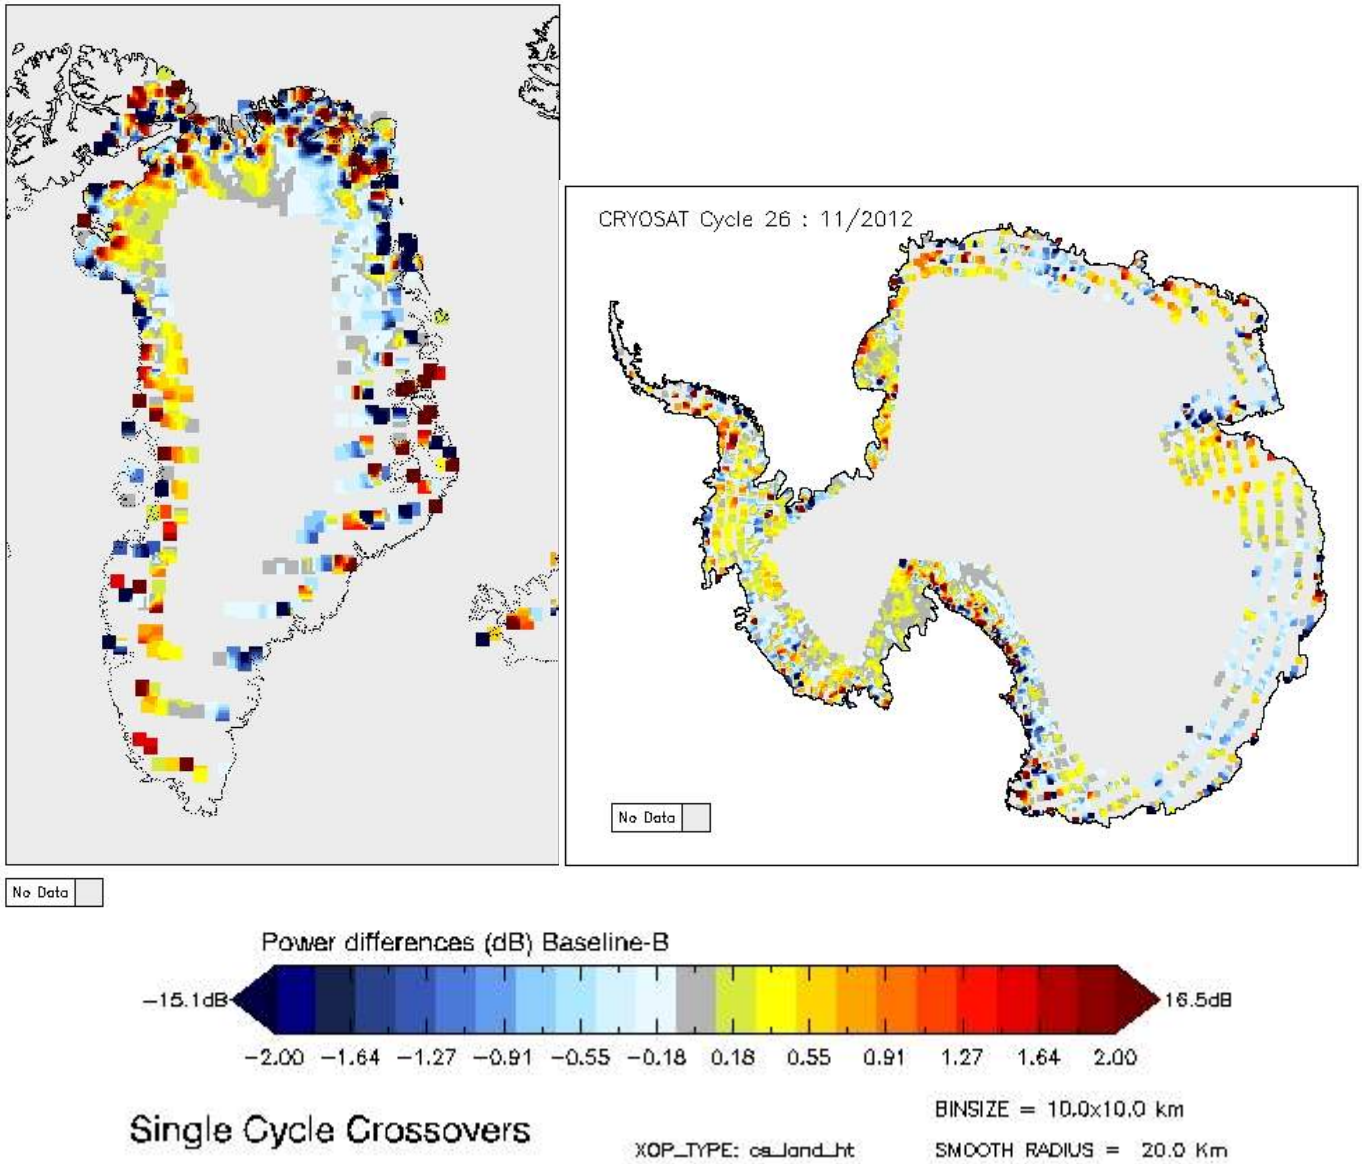 CRYOSAT Cycle 26 : 11/2012
No Data
No Data
Power differences (dB) Baseline-B
-15.1dB
16.5dB
-2.00 -1.64 -1.27 -0.91 -0.55 -0.18 0.18 0.55 0.91 1.27 1.64 2.00
Single Cycle Crossovers
BINSIZE = 10.0x10.0 km
XOP_TYPE: cs_land_ht
SMOOTH RADIUS = 20.0 Km